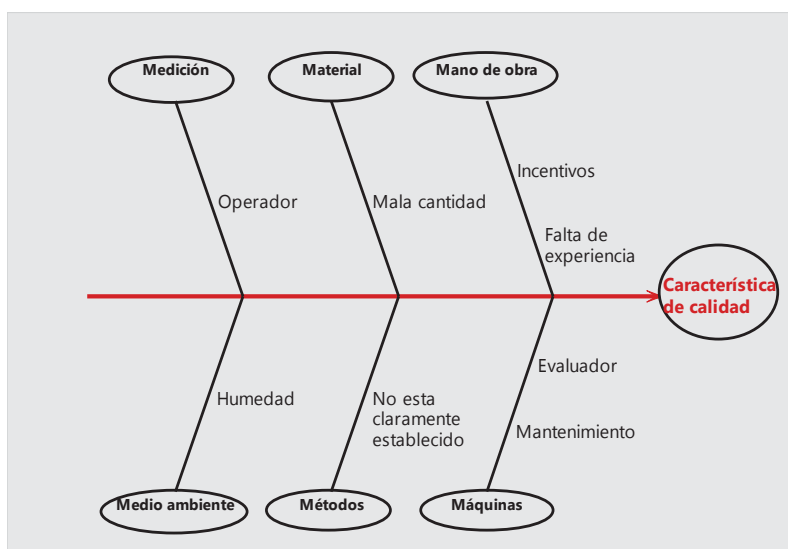 Medición
Material
Mano de obra
Incentivos
Operador
Mala cantidad
Falta de
experiencia
Característica
de calidad
Evaluador
Humedad
No esta
claramente
establecido
Mantenimiento
Medio ambiente
Métodos
Máquinas